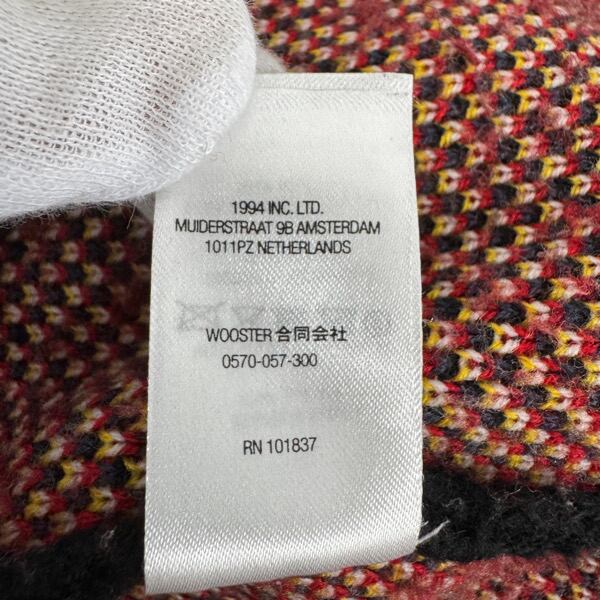 1994 INC. LTD.
MUIDERSTRAAT 9B AMSTERDAM
1011PZ NETHERLANDS
WOOSTER 合同会社
0570-057-300
RN 101837